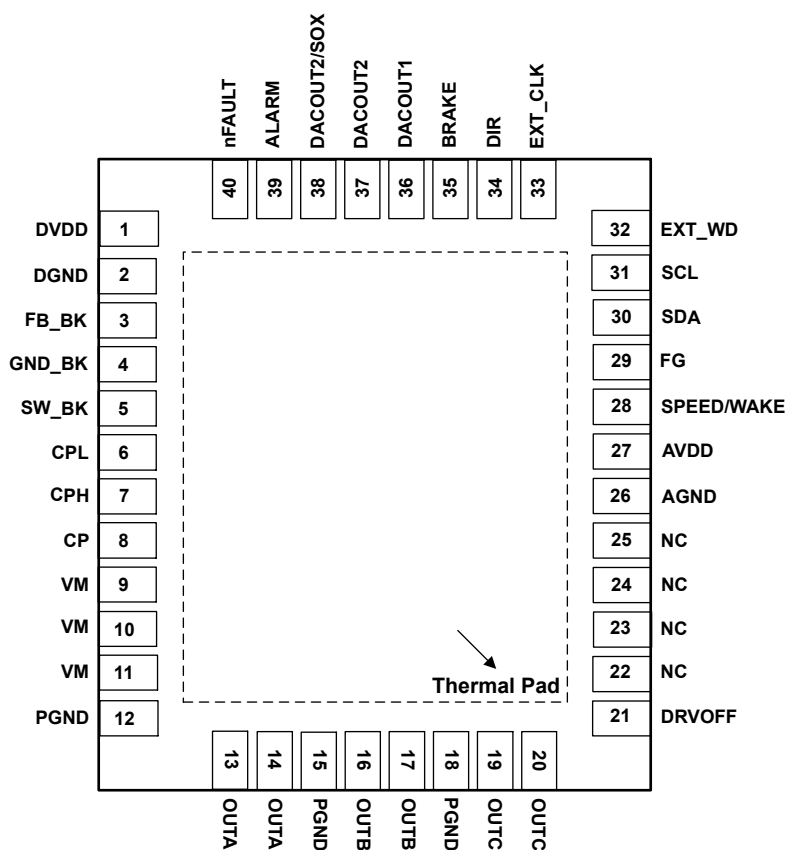 nFAULT
ALARM
DACOUT2/SOX
DACOUT2
DACOUT1
BRAKE
DIR
EXT_CLK
40
39
38
37
36
35
34
33
DVDD 1
DGND 2
FB_BK 3
GND_BK 4
SW_BK 5
CPL 6
CPH 7
CP 8
VM 9
VM 10
VM 11
PGND 12
32 EXT_WD
31 SCL
30 SDA
29 FG
28 SPEED/WAKE
27 AVDD
26 AGND
25 NC
24 NC
23 NC
22 NC
21 DRVOFF
Thermal Pad
13
14
15
16
17
18
19
20
OUTA
OUTA
PGND
OUTB
OUTB
PGND
OUTC
OUTC